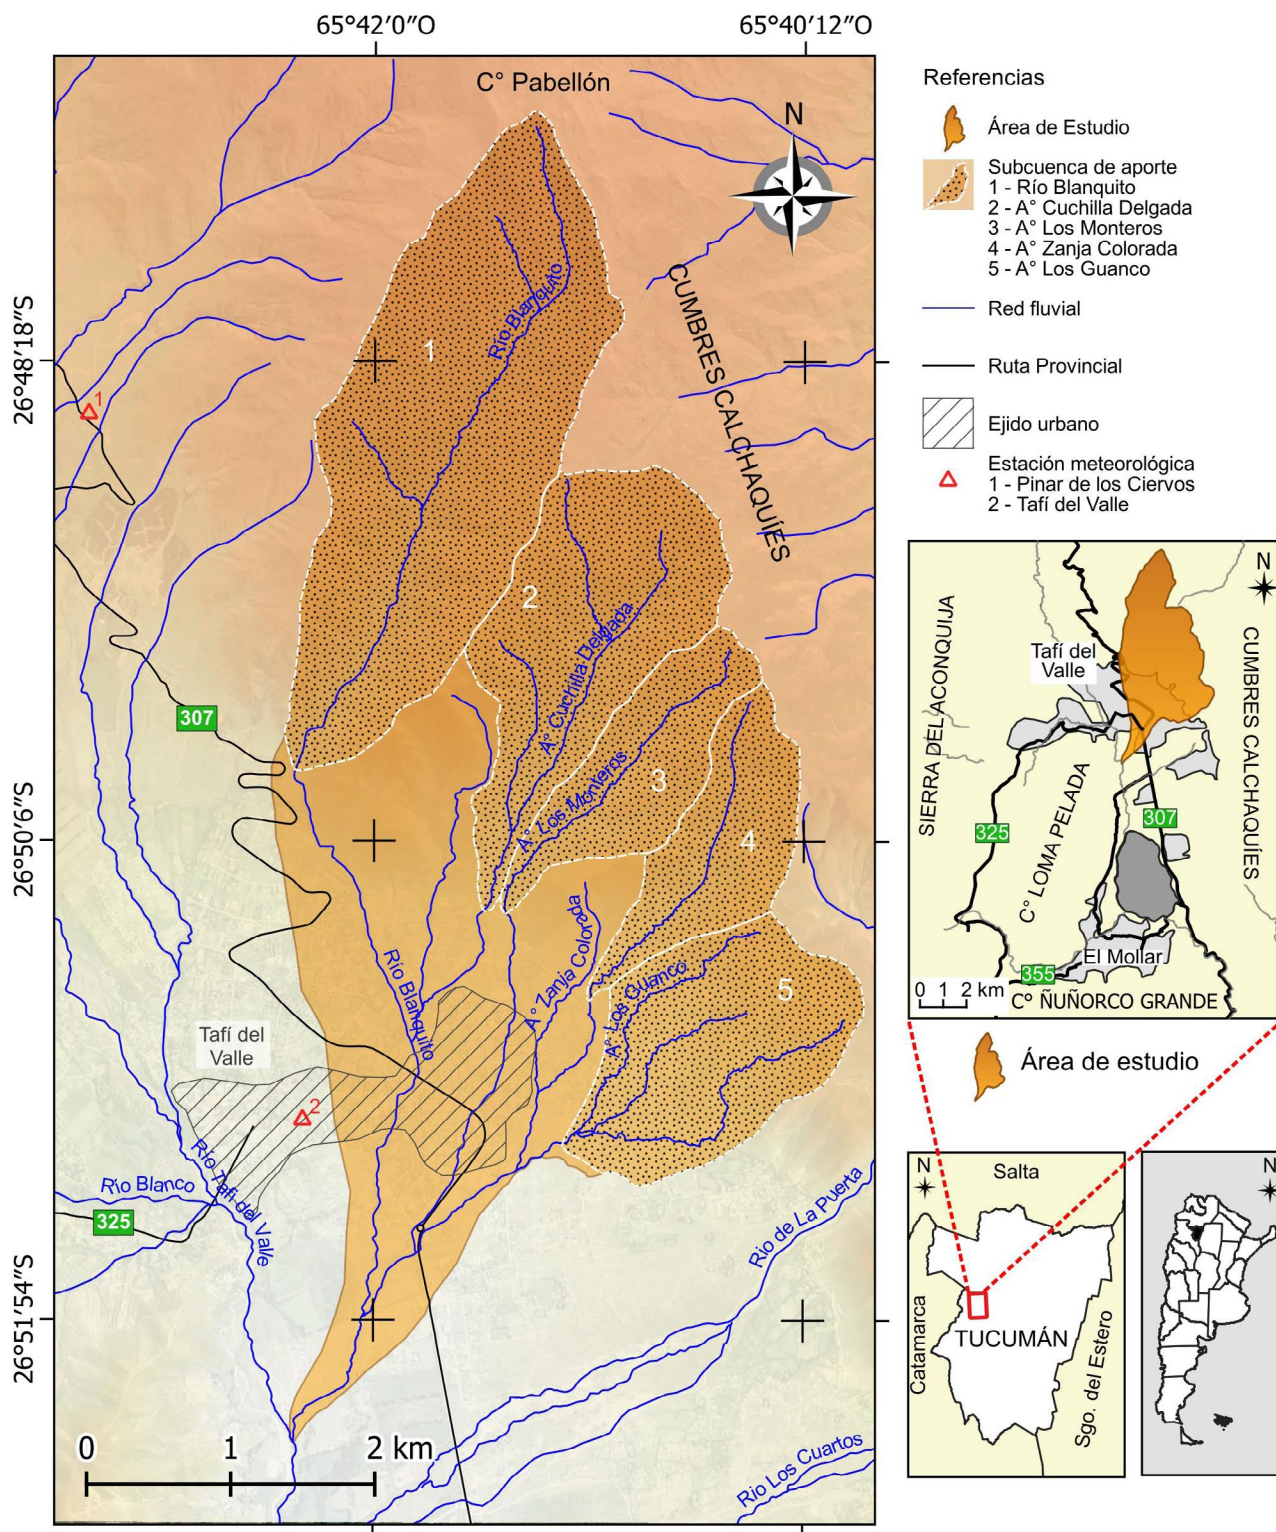 65°42′0″O
65°40′12″O
C° Pabellón
N
CUMBRES CALCHAQUÍES
26°48′18″S
26°50′6″S
26°51′54″S
1
Río Blanquito
1
2
A° Cuchilla Delgada
307
A° Los Monteros
3
4
A° Zanja Colorada
Río Blanquito
A° Los Guanco
5
Tafí del
Valle
2
Río Tafí del Valle
Río Blanco
325
Rio de La Puerta
Rio Los Cuartos
0 1 2 km
Referencias
Área de Estudio
Subcuenca de aporte
1 - Río Blanquito
2 - A° Cuchilla Delgada
3 - A° Los Monteros
4 - A° Zanja Colorada
5 - A° Los Guanco
Red fluvial
Ruta Provincial
Ejido urbano
Estación meteorológica
1 - Pinar de los Ciervos
2 - Tafí del Valle
N
Tafí del
Valle
SIERRA DEL ACONQUIJA
CUMBRES CALCHAQUÍES
C° LOMA PELADA
325
307
El Mollar
355
0 1 2 km
C° ÑUÑORCO GRANDE
Área de estudio
N
Salta
Catamarca
TUCUMÁN
Sgo. del Estero
N